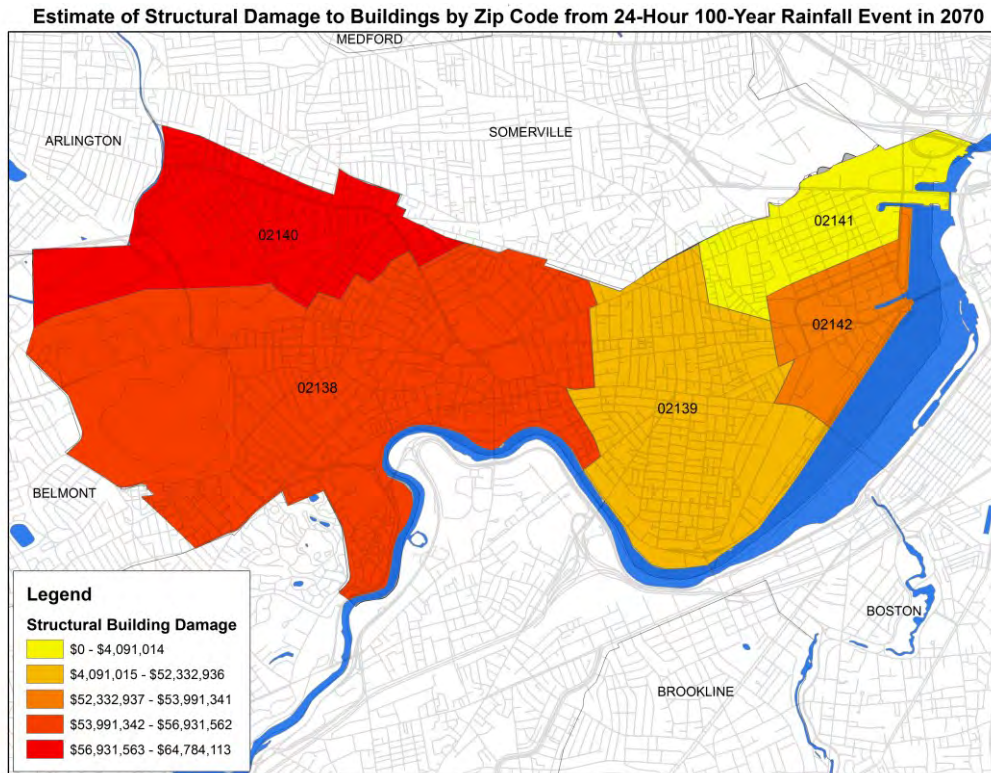 Estimate of Structural Damage to Buildings by Zip Code from 24-Hour 100-Year Rainfall Event in 2070
MEDFORD
SOMERVILLE
ARLINGTON
02140
02141
02142
02138
02139
BELMONT
BOSTON
BROOKLINE
Legend
Structural Building Damage
$0 - $4,091,014
$4,091,015 - $52,332,936
$52,332,937 - $53,991,341
$53,991,342 - $56,931,562
$56,931,563 - $64,784,113